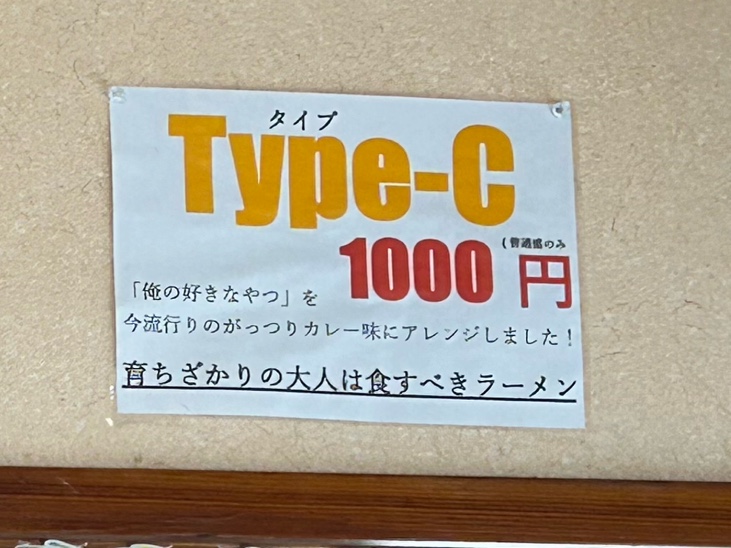 タイプ
Type-C
(普通盛のみ
1000円
「俺の好きなやつ」を
今流行りのがっつりカレー味にアレンジしました！
育ちざかりの大人は食すべきラーメン